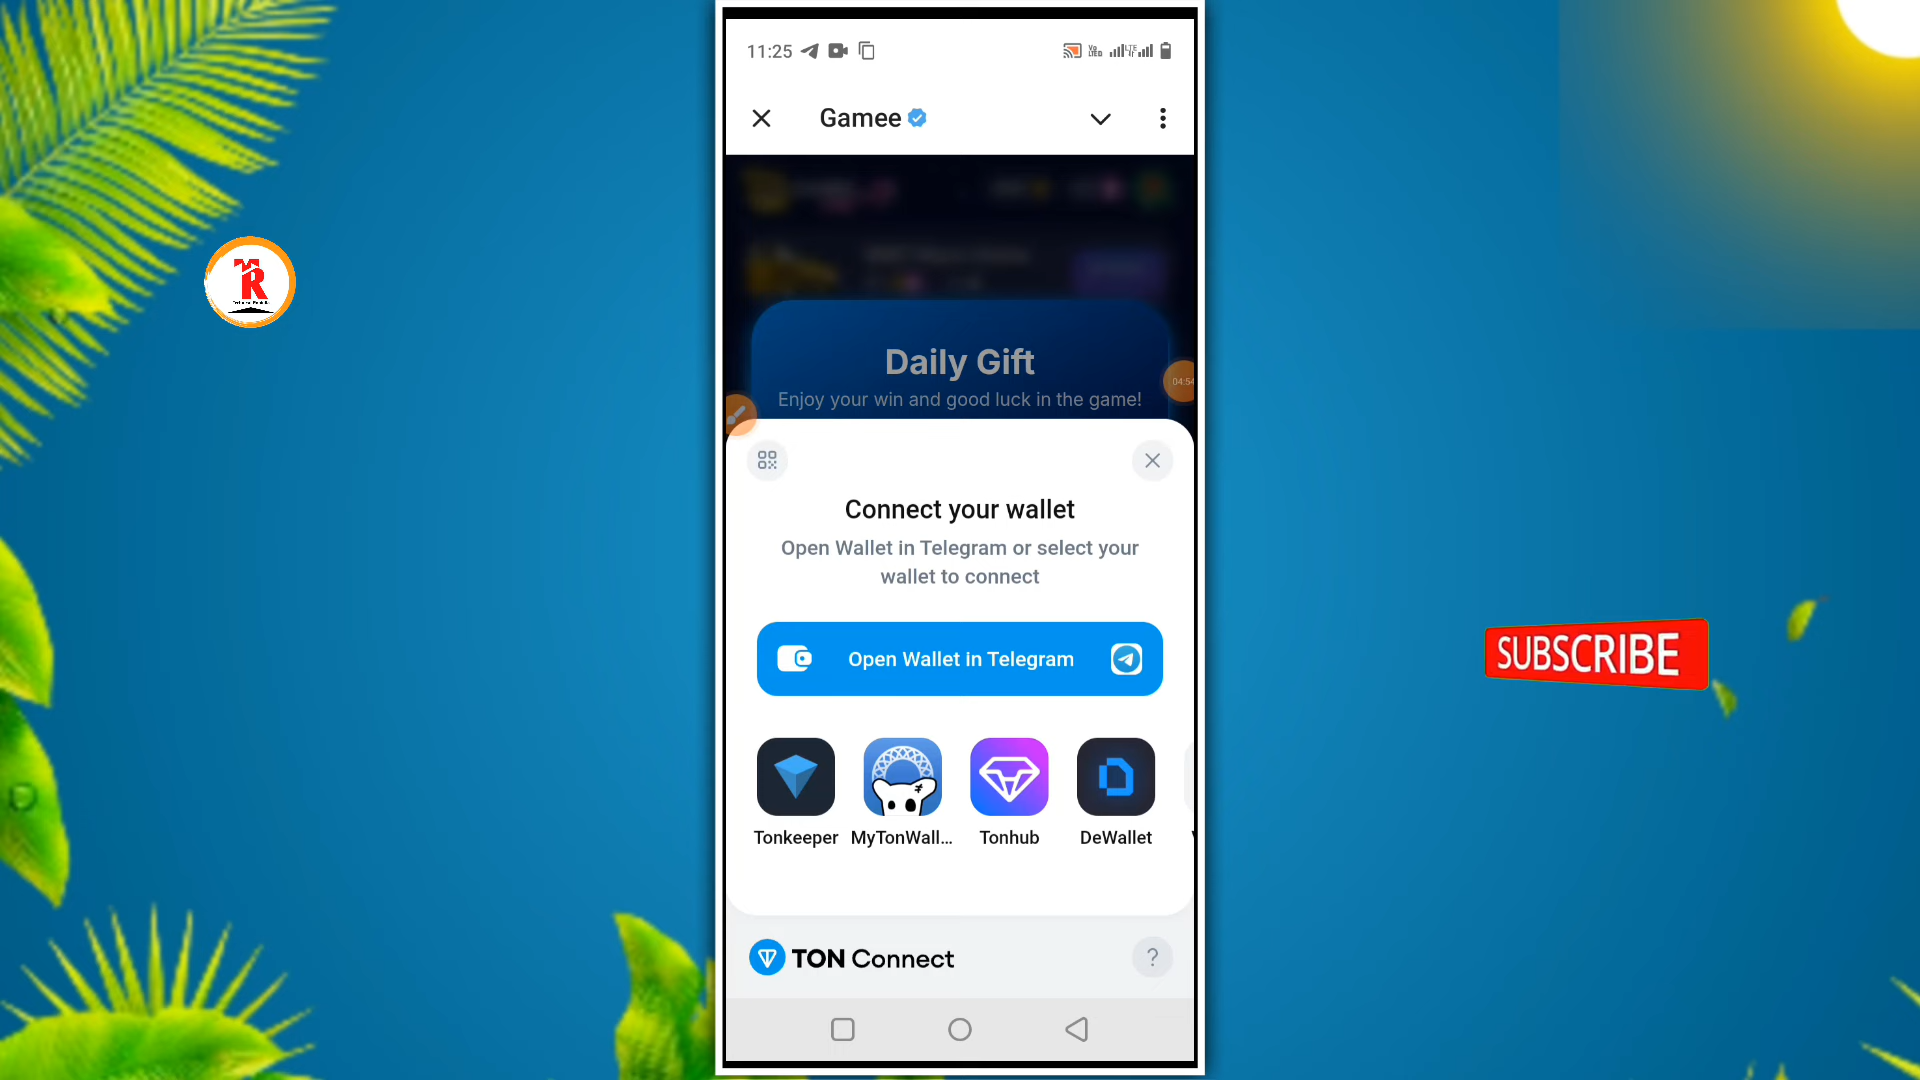 11:25
Gamee
Daily Gift
Enjoy your win and good luck in the game!
04:54
Connect your wallet
Open Wallet in Telegram or select your
wallet to connect
Open Wallet in Telegram
Tonkeeper
MyTonWall...
Tonhub
DeWallet
TON Connect
?
R
SUBSCRIBE